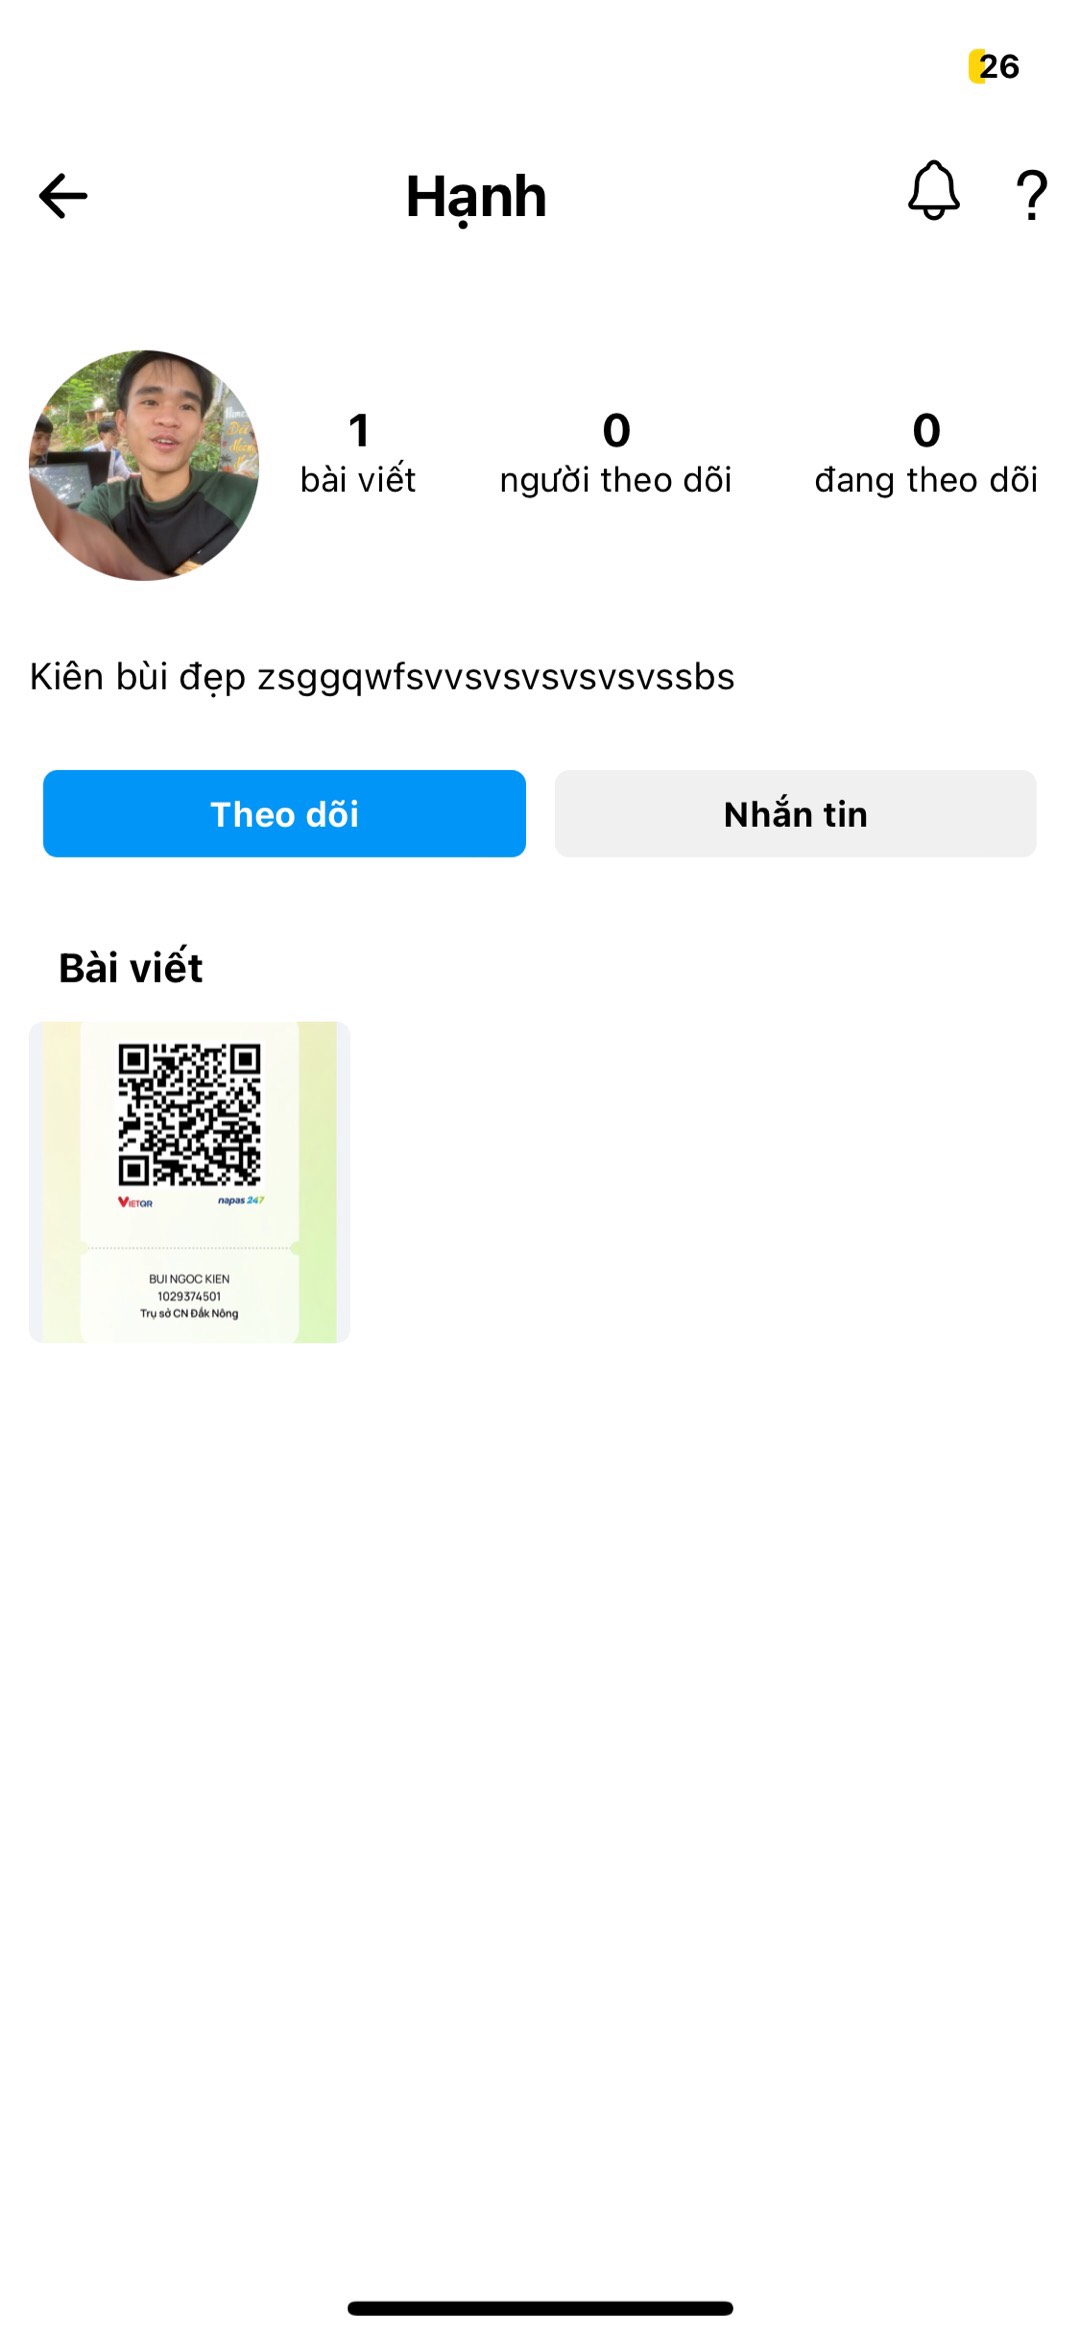 26
Hạnh
?
1
bài viết
0
người theo dõi
0
đang theo dõi
Kiên bùi đẹp zsggqwfsvvsvsvsvsvsvssbs
Theo dõi
Nhắn tin
Bài viết
VIETQR
napas 247
BUI NGOC KIEN
1029374501
Trụ sở CN Đắk Nông